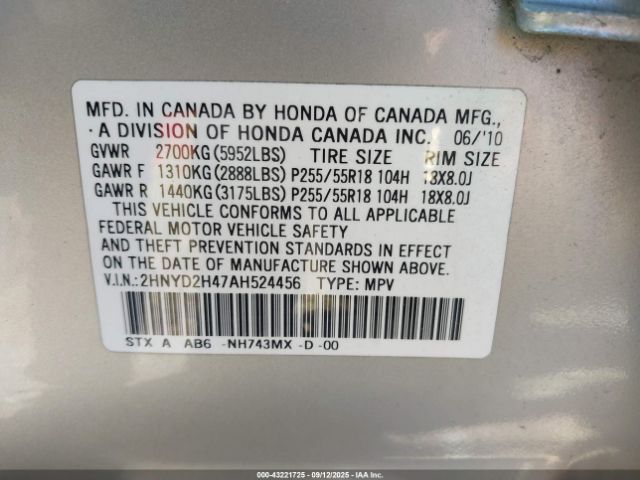 MFD. IN CANADA BY HONDA OF CANADA MFG.,
A DIVISION OF HONDA CANADA INC. 06/'10
GVWR 2700KG(5952LBS) TIRE SIZE RIM SIZE
GAWR F 1310KG(2888LBS) P255/55R18 104H 18X8.0J
GAWR R 1440KG(3175LBS) P255/55R18 104H 18X8.0J
THIS VEHICLE CONFORMS TO ALL APPLICABLE
FEDERAL MOTOR VEHICLE SAFETY
AND THEFT PREVENTION STANDARDS IN EFFECT
ON THE DATE OF MANUFACTURE SHOWN ABOVE.
V.I.N.:2HNYD2H47AH524456 TYPE: MPV
STX A AB6 -NH743MX -D -00
000-43221725 - 09/12/2025 - IAA Inc.